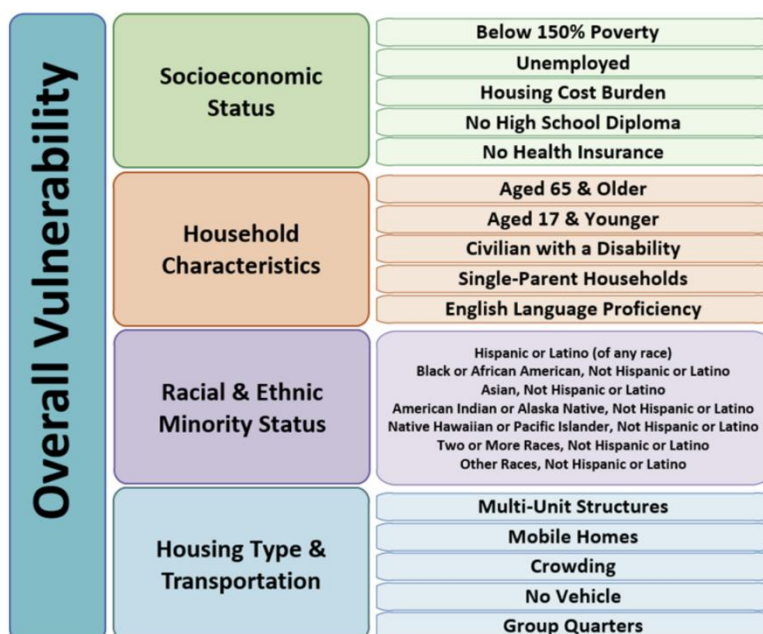 Overall Vulnerability
Socioeconomic
Status
Below 150% Poverty
Unemployed
Housing Cost Burden
No High School Diploma
No Health Insurance
Household
Characteristics
Aged 65 & Older
Aged 17 & Younger
Civilian with a Disability
Single-Parent Households
English Language Proficiency
Racial & Ethnic
Minority Status
Hispanic or Latino (of any race)
Black or African American, Not Hispanic or Latino
Asian, Not Hispanic or Latino
American Indian or Alaska Native, Not Hispanic or Latino
Native Hawaiian or Pacific Islander, Not Hispanic or Latino
Two or More Races, Not Hispanic or Latino
Other Races, Not Hispanic or Latino
Housing Type &
Transportation
Multi-Unit Structures
Mobile Homes
Crowding
No Vehicle
Group Quarters